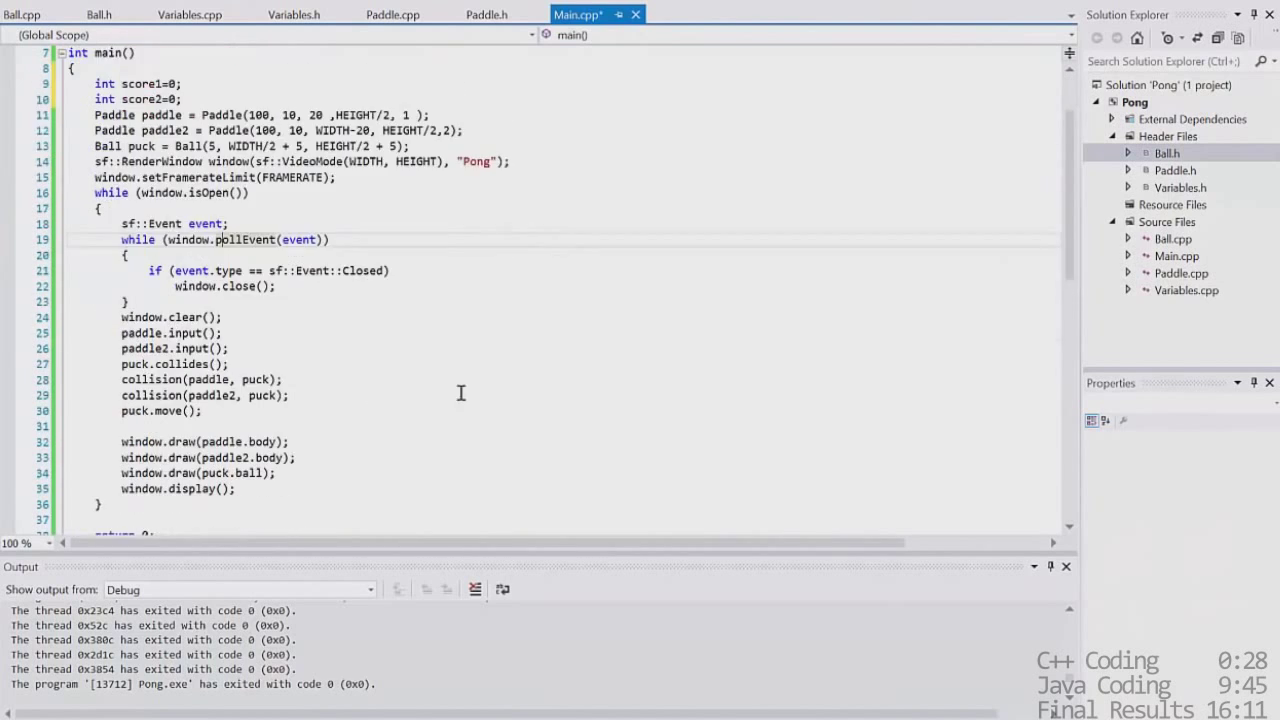 Ball.cpp Ball.h Variables.cpp Variables.h Paddle.cpp Paddle.h Main.cpp*
(Global Scope) main()
7 int main()
8 {
9 int score1=0;
10 int score2=0;
11 Paddle paddle = Paddle(100, 10, 20 ,HEIGHT/2, 1 );
12 Paddle paddle2 = Paddle(100, 10, WIDTH-20, HEIGHT/2,2);
13 Ball puck = Ball(5, WIDTH/2 + 5, HEIGHT/2 + 5);
14 sf::RenderWindow window(sf::VideoMode(WIDTH, HEIGHT), "Pong");
15 window.setFramerateLimit(FRAMERATE);
16 while (window.isOpen())
17 {
18 sf::Event event;
19 while (window.pollEvent(event))
20 {
21 if (event.type == sf::Event::Closed)
22 window.close();
23 }
24 window.clear();
25 paddle.input();
26 paddle2.input();
27 puck.collides();
28 collision(paddle, puck);
29 collision(paddle2, puck);
30 puck.move();
31
32 window.draw(paddle.body);
33 window.draw(paddle2.body);
34 window.draw(puck.ball);
35 window.display();
36 }
37
100 %
Output
Show output from: Debug
The thread 0x23c4 has exited with code 0 (0x0).
The thread 0x52c has exited with code 0 (0x0).
The thread 0x380c has exited with code 0 (0x0).
The thread 0x2d1c has exited with code 0 (0x0).
The thread 0x3854 has exited with code 0 (0x0).
The program '[13712] Pong.exe' has exited with code 0 (0x0).
Solution Explorer
Search Solution Explorer (Ctrl+;)
Solution 'Pong' (1 project)
Pong
External Dependencies
Header Files
Ball.h
Paddle.h
Variables.h
Resource Files
Source Files
Ball.cpp
Main.cpp
Paddle.cpp
Variables.cpp
Properties
C++ Coding 0:28
Java Coding 9:45
Final Results 16:11